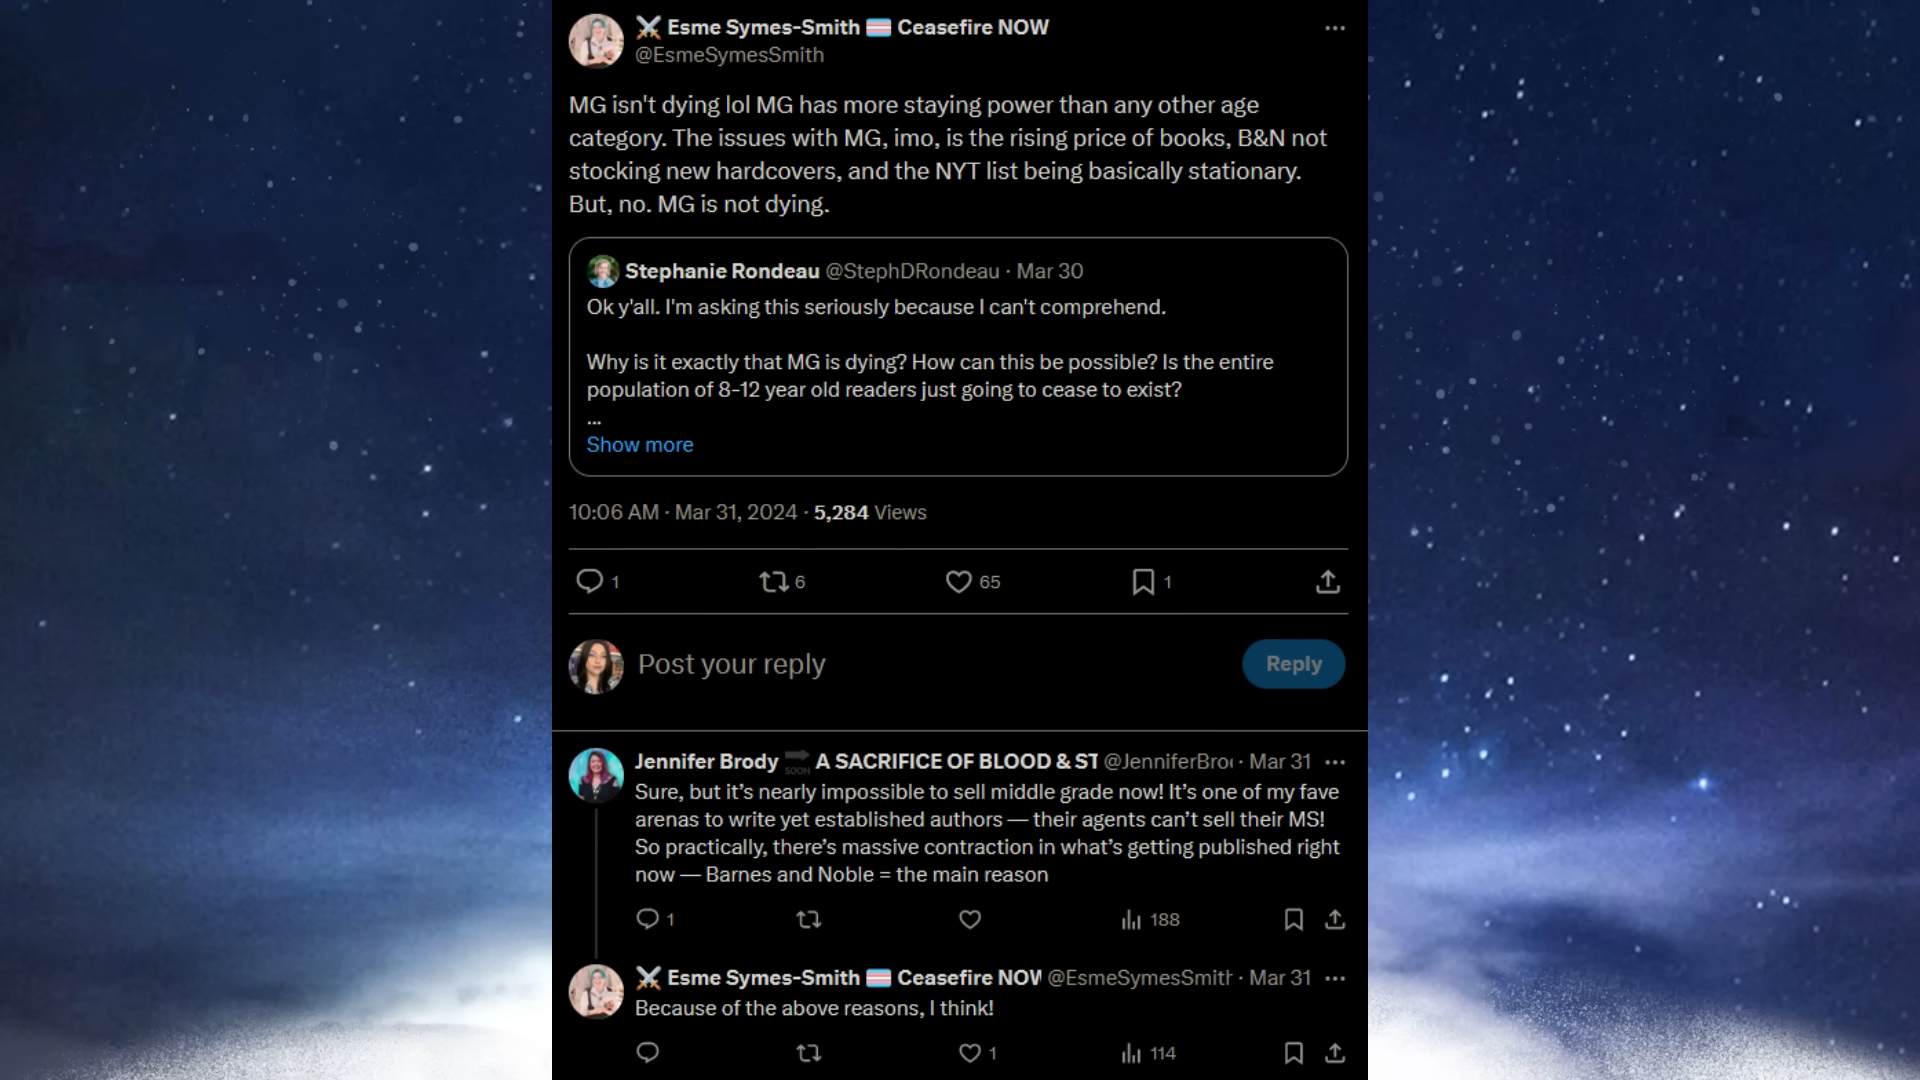 Esme Symes-Smith Ceasefire NOW
@EsmeSymesSmith
MG isn't dying lol MG has more staying power than any other age
category. The issues with MG, imo, is the rising price of books, B&N not
stocking new hardcovers, and the NYT list being basically stationary.
But, no. MG is not dying.
Stephanie Rondeau @StephDRondeau · Mar 30
Ok y'all. I'm asking this seriously because I can't comprehend.
Why is it exactly that MG is dying? How can this be possible? Is the entire
population of 8-12 year old readers just going to cease to exist?
...
Show more
10:06 AM · Mar 31, 2024 · 5,284 Views
1 6 65 1
Post your reply Reply
Jennifer Brody SOON A SACRIFICE OF BLOOD & ST @JenniferBro · Mar 31
Sure, but it's nearly impossible to sell middle grade now! It's one of my fave
arenas to write yet established authors — their agents can't sell their MS!
So practically, there's massive contraction in what's getting published right
now — Barnes and Noble = the main reason
1 188
Esme Symes-Smith Ceasefire NOW @EsmeSymesSmith · Mar 31
Because of the above reasons, I think!
1 114